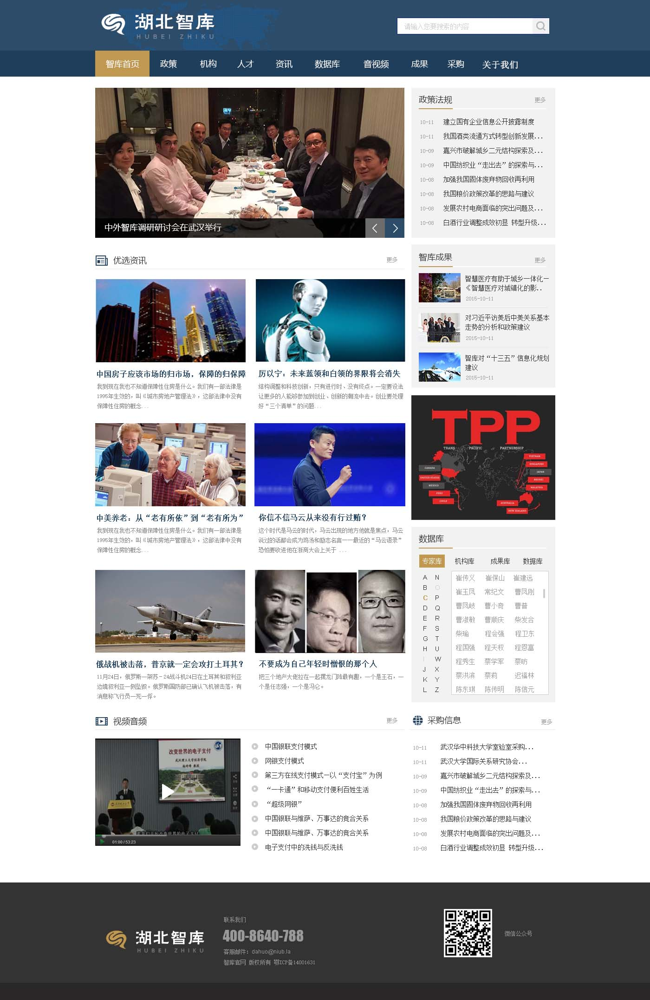 湖北智库
HUBEI ZHIKU
请输入您要搜索的内容
智库首页 政策 机构 人才 资讯 数据库 音视频 成果 采购 关于我们
中外智库调研研讨会在武汉举行
政策法规 更多
10-11 建立国有企业信息公开披露制度
10-11 我国酒类流通方式转型创新发展...
10-09 嘉兴市破解城乡二元结构探索及...
10-09 中国纺织业“走出去”的探索与...
10-08 加强我国固体废弃物回收再利用
10-08 我国粮价政策改革的思路与建议
10-08 发展农村电商面临的突出问题及...
10-08 白酒行业调整成效初显 转型升级...
优选资讯 更多
中国房子应该市场的归市场，保障的归保障
我到现在我也不知道保障性住房是什么。我们有一部法律是
1995年生效的，叫《城市房地产管理法》，这部法律中没有
保障性住房的概念...
厉以宁：未来蓝领和白领的界限将会消失
结构调整和科技创新，只有进行时、没有终点。一定要设法
让更多的人能够参加到创业、创新的潮流中去。创业要处理
好“三个清单”的问题...
中美养老：从“老有所依”到“老有所为”
我到现在我也不知道保障性住房是什么。我们有一部法律是
1995年生效的，叫《城市房地产管理法》，这部法律中没有
保障性住房的概念...
你信不信马云从来没有行过贿？
这个时代是马云的时代，马云出现的地方他就是焦点，马云
说过的话都会成为鸡汤和励志名言——最近的“马云语录”
恐怕要收进他在浙商大会上关于 ...
俄战机被击落，普京就一定会攻打土耳其？
11月24日，俄罗斯一架苏－24战斗机24日在土耳其和叙利亚
边境叙利亚一侧坠毁。俄罗斯国防部已确认飞机被击落，有
消息称飞行员一死一俘。
不要成为自己年轻时憎恨的那个人
把三个地产大佬拉在一起摆龙门阵最有趣，一个是王石，一
个是任志强，一个是冯仑。
智库成果 更多
智慧医疗有助于城乡一体化—
《智慧医疗对城镇化的影..
2015-10-11
对习近平访美后中美关系基本
走势的分析和政策建议
2015-10-11
智库对“十三五”信息化规划
建议
2015-10-11
TPP
TRANS PACIFIC PARTNERSHIP
CANADA
UNITED STATES
MEXICO
PERU
CHILE
VIETNAM
SINGAPORE
JAPAN
BRUNEI
MALAYSIA
AUSTRALIA
NEW ZEALAND
数据库
专家库 机构库 成果库 数据库
A N
B O
C P
D Q
E R
F S
G T
H U
I W
J X
K Y
L Z
崔传义 崔保山 崔建远
崔玉凤 常纪文 曹凤刚
曹凤岐 曹小奇 曹普
曹淑敏 曹顺庆 柴发合
柴瑜 程会强 程卫东
程国强 程天权 程恩富
程秀生 蔡学军 蔡昉
蔡洪滨 蔡莉 迟福林
陈东琪 陈传明 陈信元
视频音频 更多
改变世界的电子支付
武汉理工大学经济学院
01:00 / 53:23
中国银联支付模式
网银支付模式
第三方在线支付模式—以“支付宝”为例
“一卡通”和移动支付便利百姓生活
“超级网银”
中国银联与维萨、万事达的竞合关系
中国银联与维萨、万事达的竞合关系
电子支付中的洗钱与反洗钱
采购信息 更多
10-11 武汉华中科技大学室验室采购...
10-11 武汉大学国际关系研究协会...
10-09 嘉兴市破解城乡二元结构探索及...
10-09 中国纺织业“走出去”的探索与...
10-08 加强我国固体废弃物回收再利用
10-08 我国粮价政策改革的思路与建议
10-08 发展农村电商面临的突出问题及...
10-08 白酒行业调整成效初显 转型升级...
湖北智库
HUBEI ZHIKU
联系我们
400-8640-788
客服邮件：dahuo@niub.la
智库官网 版权所有 鄂ICP备14001631
微信公众号